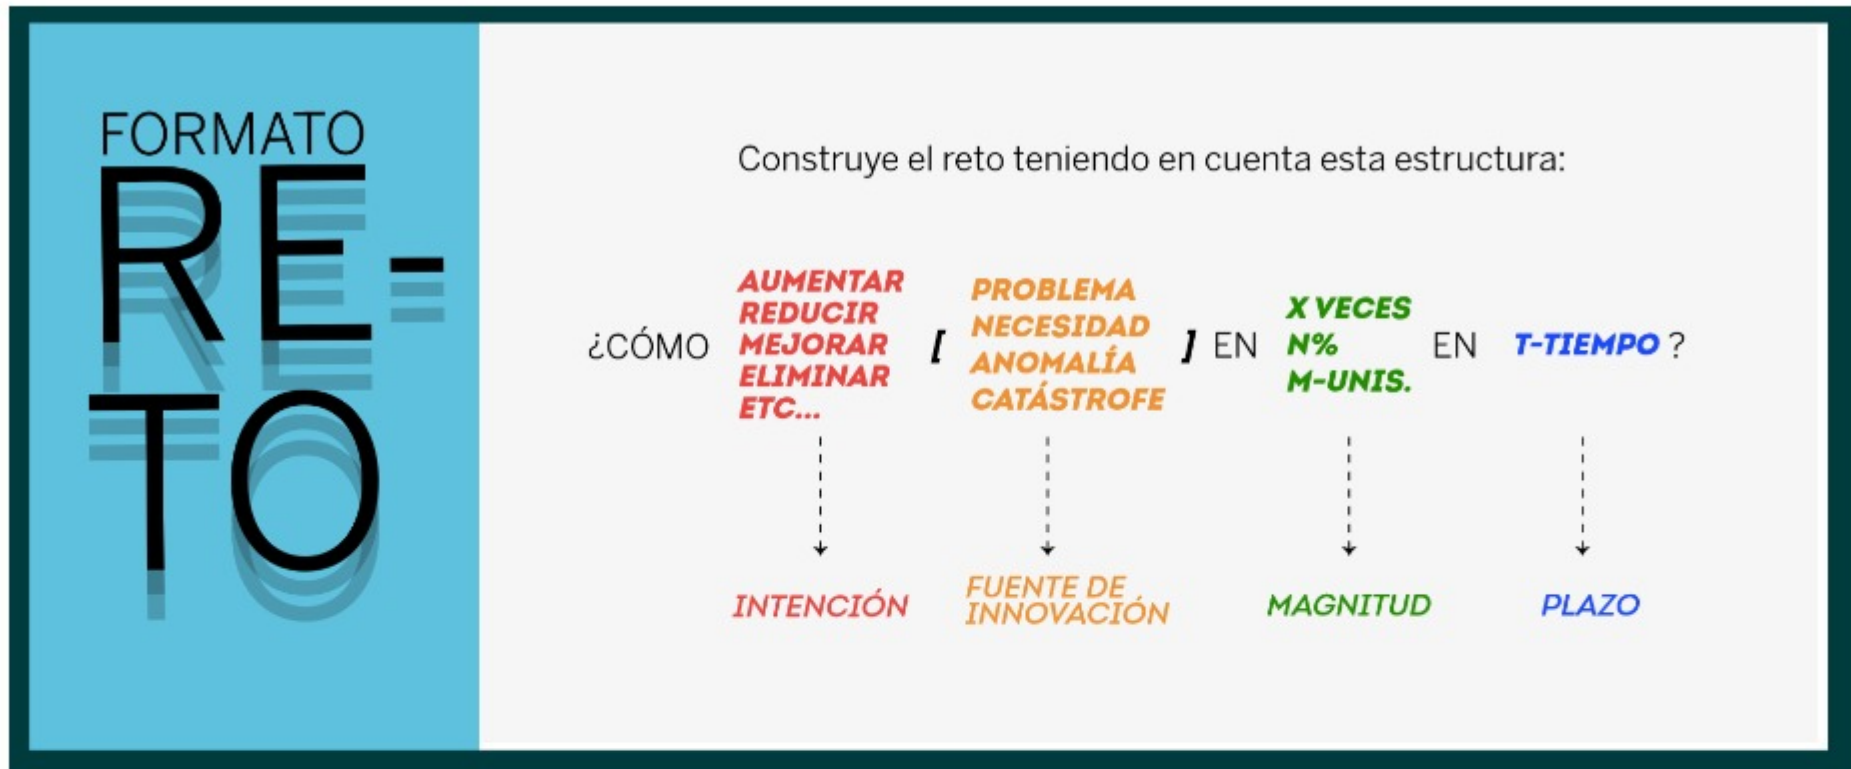 FORMATO
RE-
TO
Construye el reto teniendo en cuenta esta estructura:
¿CÓMO
AUMENTAR
REDUCIR
MEJORAR
ELIMINAR
ETC...
[
PROBLEMA
NECESIDAD
ANOMALÍA
CATÁSTROFE
] EN
X VECES
N%
M-UNIS.
EN
T-TIEMPO ?
INTENCIÓN
FUENTE DE
INNOVACIÓN
MAGNITUD
PLAZO